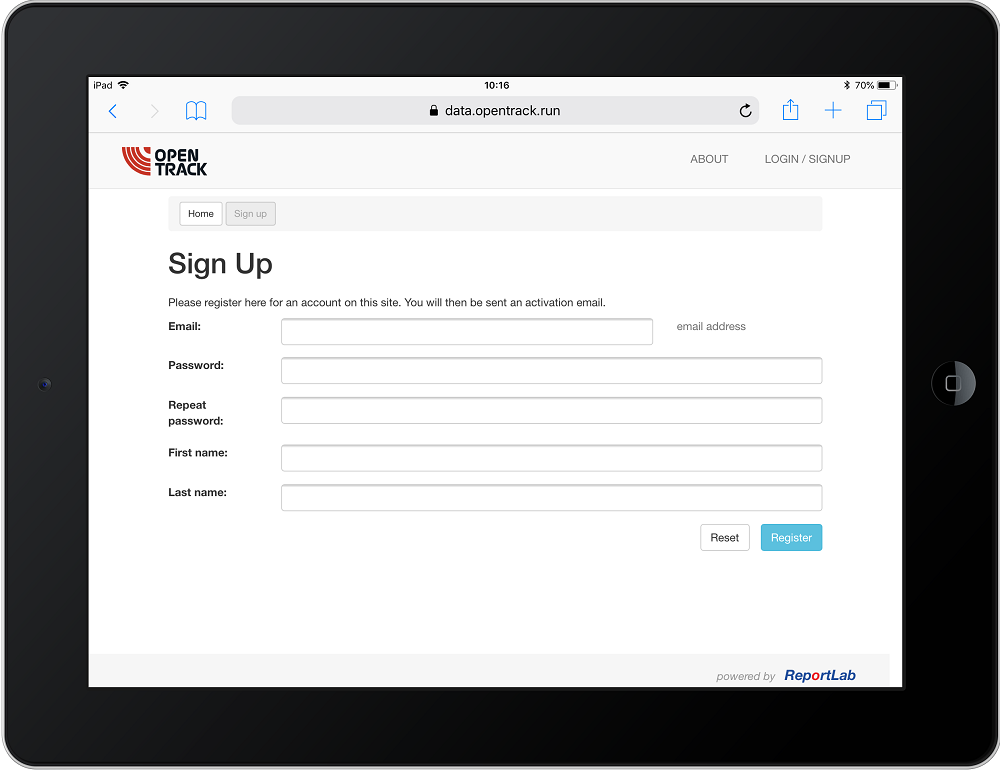 iPad 10:16 70%
data.opentrack.run
OPEN
TRACK
ABOUT LOGIN / SIGNUP
Home Sign up
Sign Up
Please register here for an account on this site. You will then be sent an activation email.
Email: email address
Password:
Repeat
password:
First name:
Last name:
Reset Register
powered by ReportLab